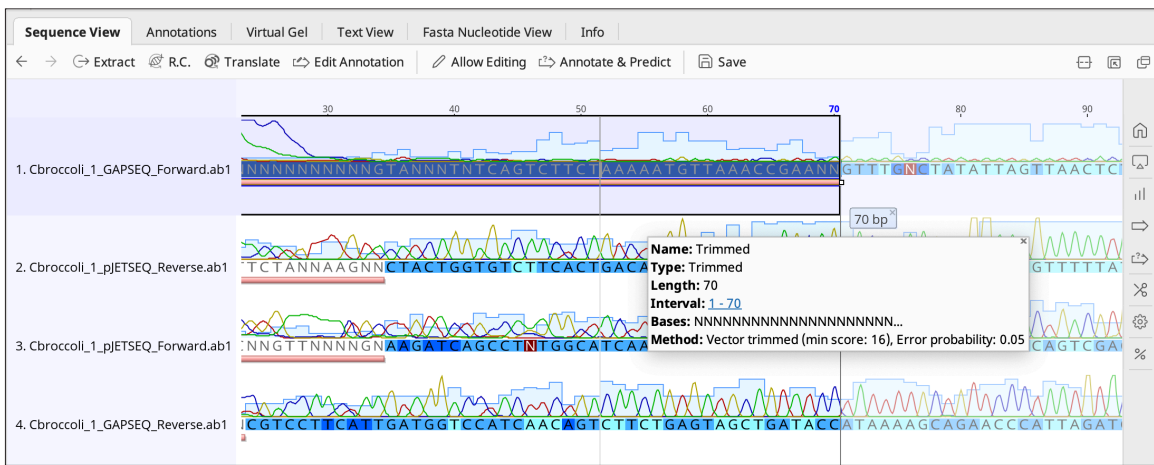 Sequence View Annotations Virtual Gel Text View Fasta Nucleotide View Info
Extract R.C. Translate Edit Annotation Allow Editing Annotate & Predict Save
30 40 50 60 70 80 90
1. Cbroccoli_1_GAPSEQ_Forward.ab1
NNNNNNNNNNNGTANNNTNTCAGTCTTCTAAAAATGTTAAACCGAANNGTTTGNCTATATTAGTTAACTC
70 bp
2. Cbroccoli_1_pJETSEQ_Reverse.ab1
TCTANNAAGNNCTACTGGTGTCTTCACTGACA
GTTTTTA
Name: Trimmed
Type: Trimmed
Length: 70
Interval: 1 - 70
Bases: NNNNNNNNNNNNNNNNNNNNN...
Method: Vector trimmed (min score: 16), Error probability: 0.05
3. Cbroccoli_1_pJETSEQ_Forward.ab1
NNGTTNNNNGNAAGATCAGCCTNTGGCATCAA
CAGTCGA
4. Cbroccoli_1_GAPSEQ_Reverse.ab1
CGTCCTTCATTGATGGTCCATCAACAGTCTTCTGAGTAGCTGATACCATAAAAGCAGAACCCATTAGAT